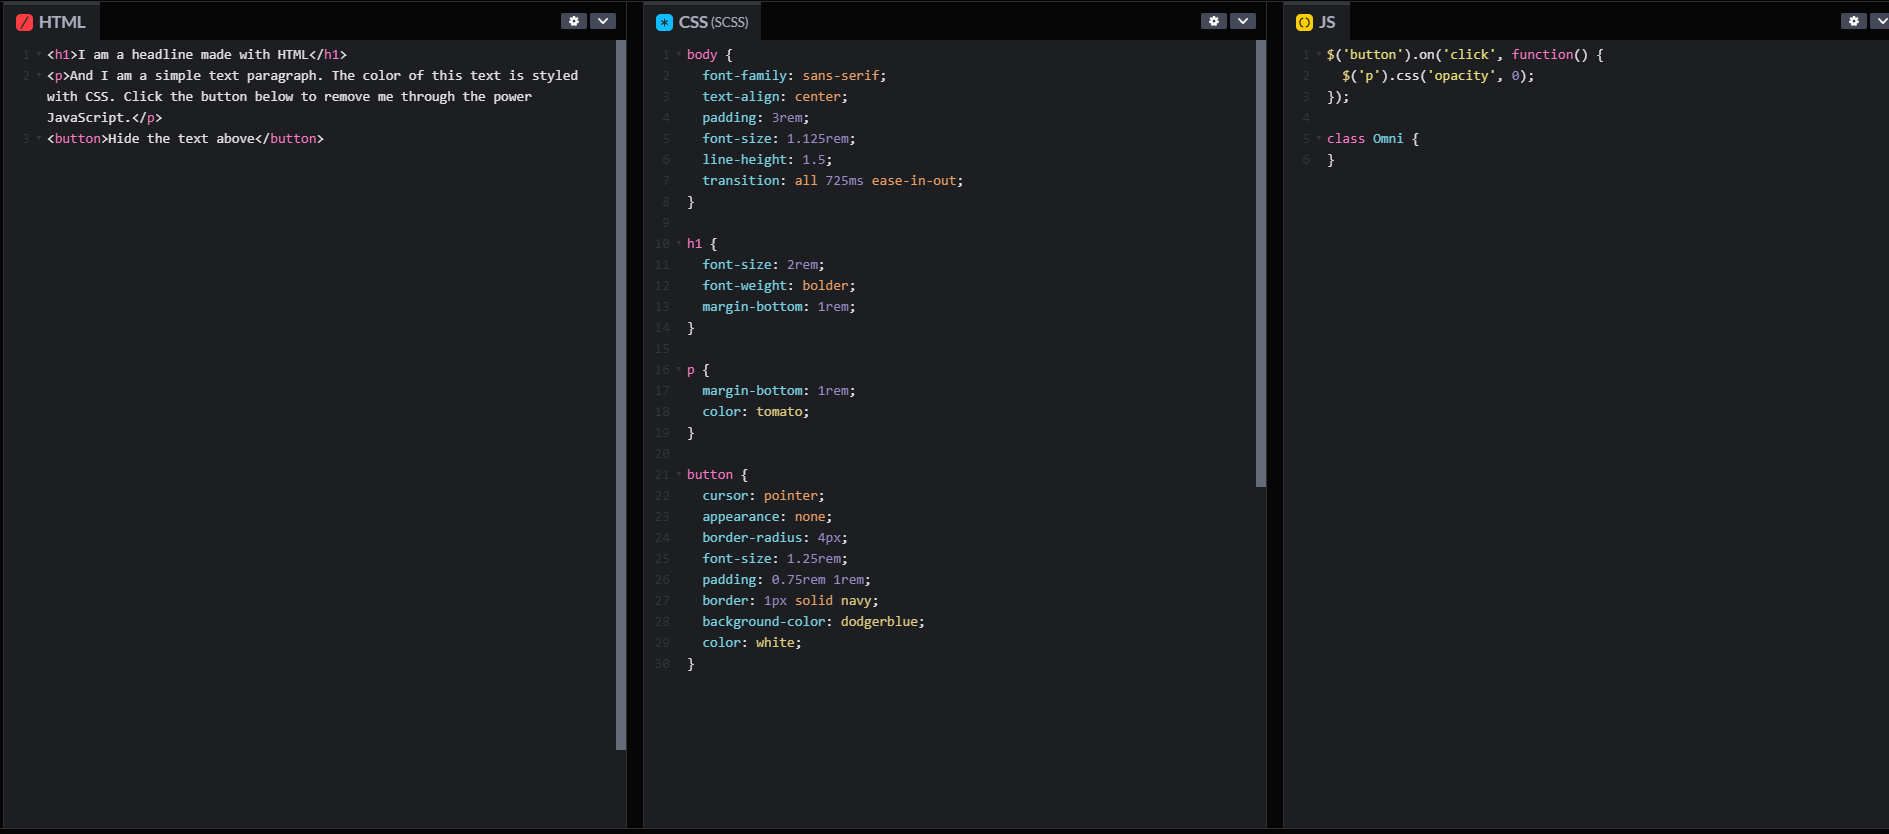 HTML
1 <h1>I am a headline made with HTML</h1>
2 <p>And I am a simple text paragraph. The color of this text is styled
with CSS. Click the button below to remove me through the power
JavaScript.</p>
3 <button>Hide the text above</button>
CSS (SCSS)
1 body {
2   font-family: sans-serif;
3   text-align: center;
4   padding: 3rem;
5   font-size: 1.125rem;
6   line-height: 1.5;
7   transition: all 725ms ease-in-out;
8 }
9
10 h1 {
11   font-size: 2rem;
12   font-weight: bolder;
13   margin-bottom: 1rem;
14 }
15
16 p {
17   margin-bottom: 1rem;
18   color: tomato;
19 }
20
21 button {
22   cursor: pointer;
23   appearance: none;
24   border-radius: 4px;
25   font-size: 1.25rem;
26   padding: 0.75rem 1rem;
27   border: 1px solid navy;
28   background-color: dodgerblue;
29   color: white;
30 }
JS
1 $('button').on('click', function() {
2   $('p').css('opacity', 0);
3 });
4
5 class Omni {
6 }